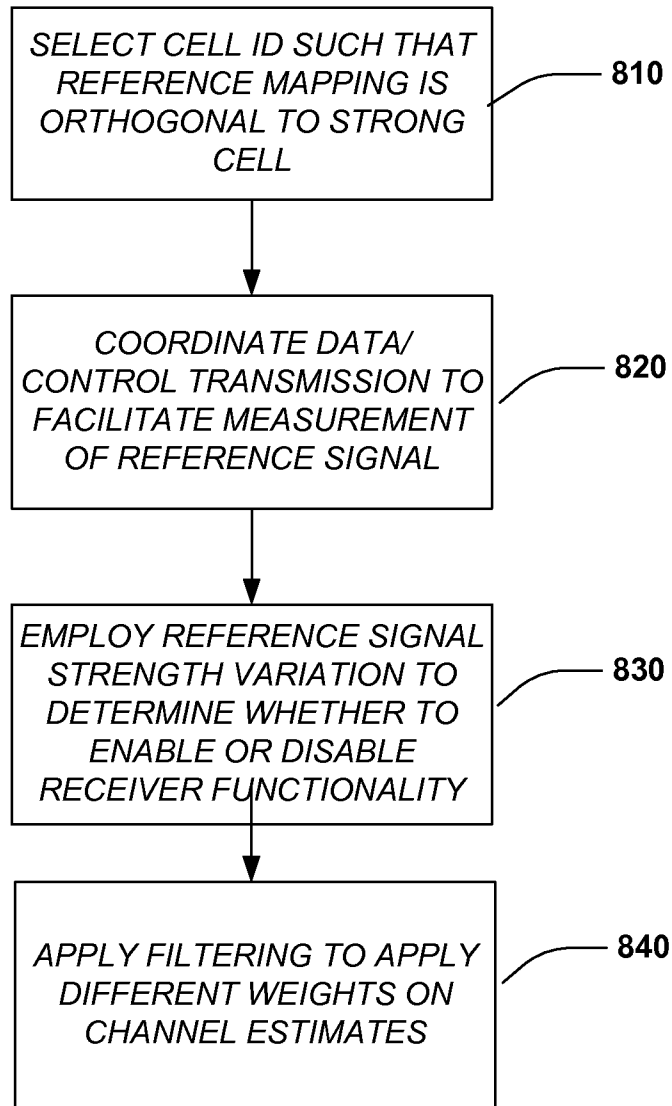 SELECT CELL ID SUCH THAT
REFERENCE MAPPING IS
ORTHOGONAL TO STRONG
CELL
810
COORDINATE DATA/
CONTROL TRANSMISSION TO
FACILITATE MEASUREMENT
OF REFERENCE SIGNAL
820
EMPLOY REFERENCE SIGNAL
STRENGTH VARIATION TO
DETERMINE WHETHER TO
ENABLE OR DISABLE
RECEIVER FUNCTIONALITY
830
APPLY FILTERING TO APPLY
DIFFERENT WEIGHTS ON
CHANNEL ESTIMATES
840